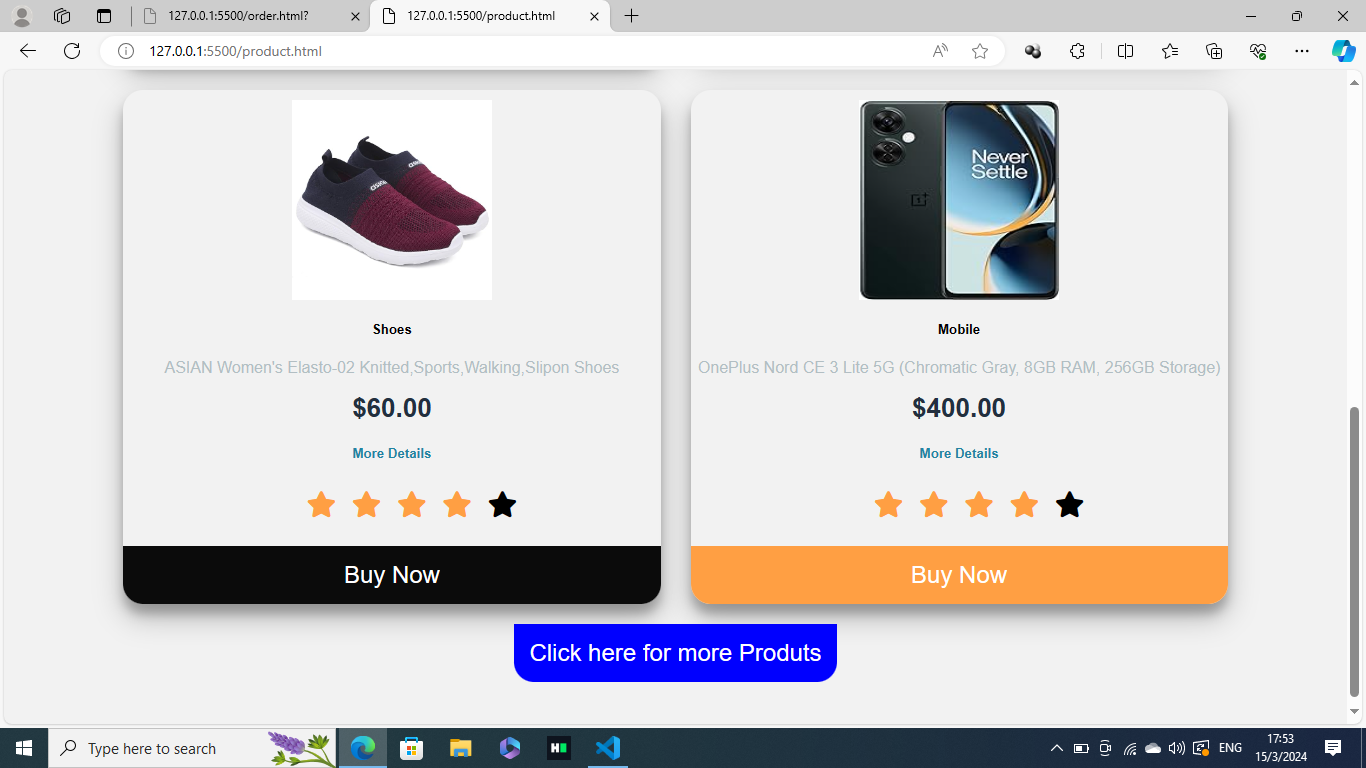 127.0.0.1:5500/order.html?
127.0.0.1:5500/product.html
127.0.0.1:5500/product.html
Never
Settle
Shoes
Mobile
ASIAN Women's Elasto-02 Knitted,Sports,Walking,Slipon Shoes
OnePlus Nord CE 3 Lite 5G (Chromatic Gray, 8GB RAM, 256GB Storage)
$60.00
$400.00
More Details
More Details
Buy Now
Buy Now
Click here for more Produts
Type here to search
ENG
17:53
15/3/2024